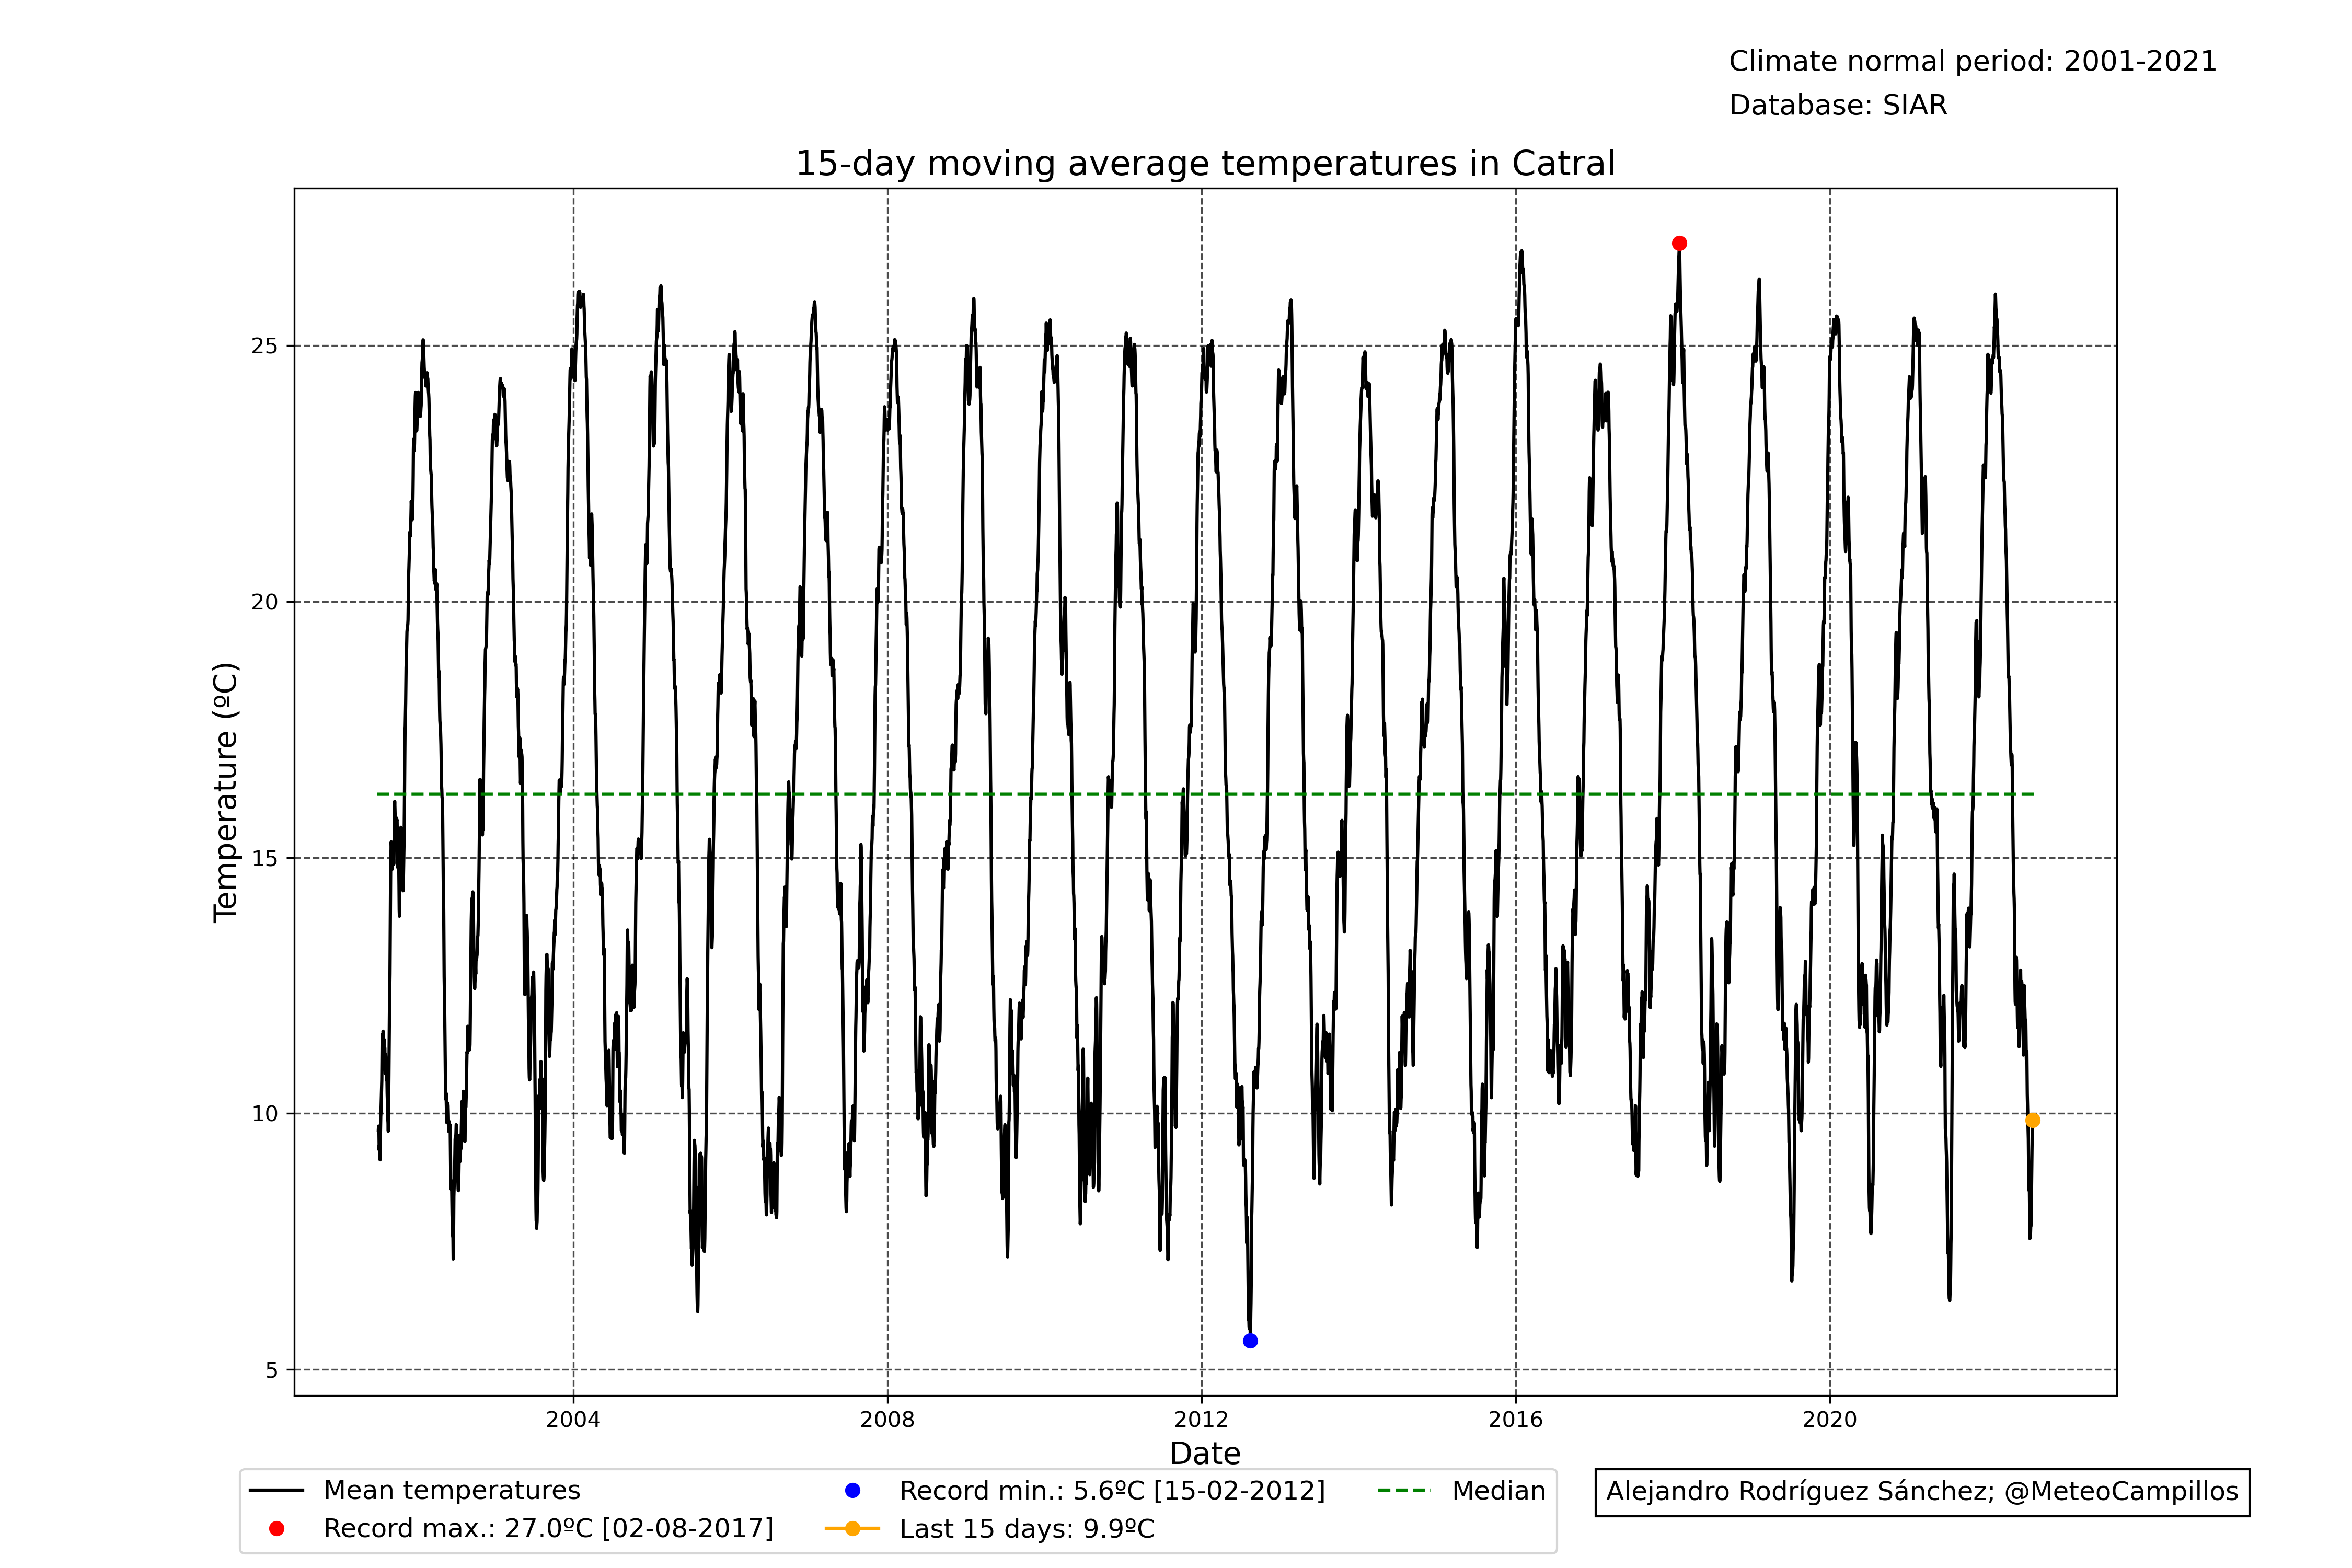 Climate normal period: 2001-2021
Database: SIAR
15-day moving average temperatures in Catral
Temperature (ºC)
25
20
15
10
5
2004
2008
2012
2016
2020
Date
Mean temperatures
Record max.: 27.0ºC [02-08-2017]
Record min.: 5.6ºC [15-02-2012]
Last 15 days: 9.9ºC
Median
Alejandro Rodríguez Sánchez; @MeteoCampillos